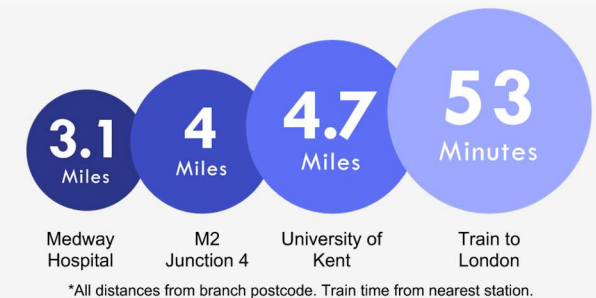 3.1
Miles
4
Miles
4.7
Miles
53
Minutes
Medway
Hospital
M2
Junction 4
University of
Kent
Train to
London
*All distances from branch postcode. Train time from nearest station.